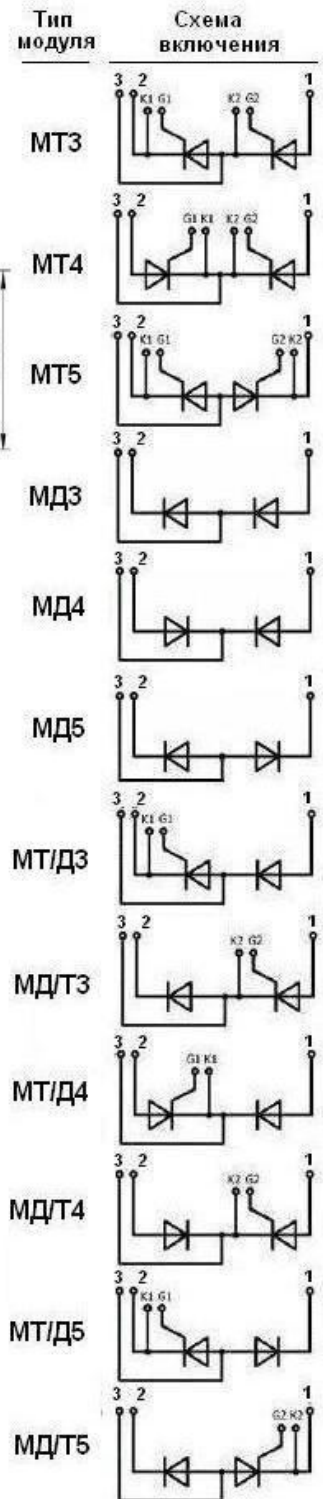 Тип модуля
Схема включения
3 2 1
K1 G1 K2 G2
МТ3
3 2 1
G1 K1 K2 G2
МТ4
3 2 1
K1 G1 G2 K2
МТ5
3 2 1
МД3
3 2 1
МД4
3 2 1
МД5
3 2 1
K1 G1
МТ/Д3
3 2 1
K2 G2
МД/Т3
3 2 1
G1 K1
МТ/Д4
3 2 1
K2 G2
МД/Т4
3 2 1
K1 G1
МТ/Д5
3 2 1
G2 K2
МД/Т5